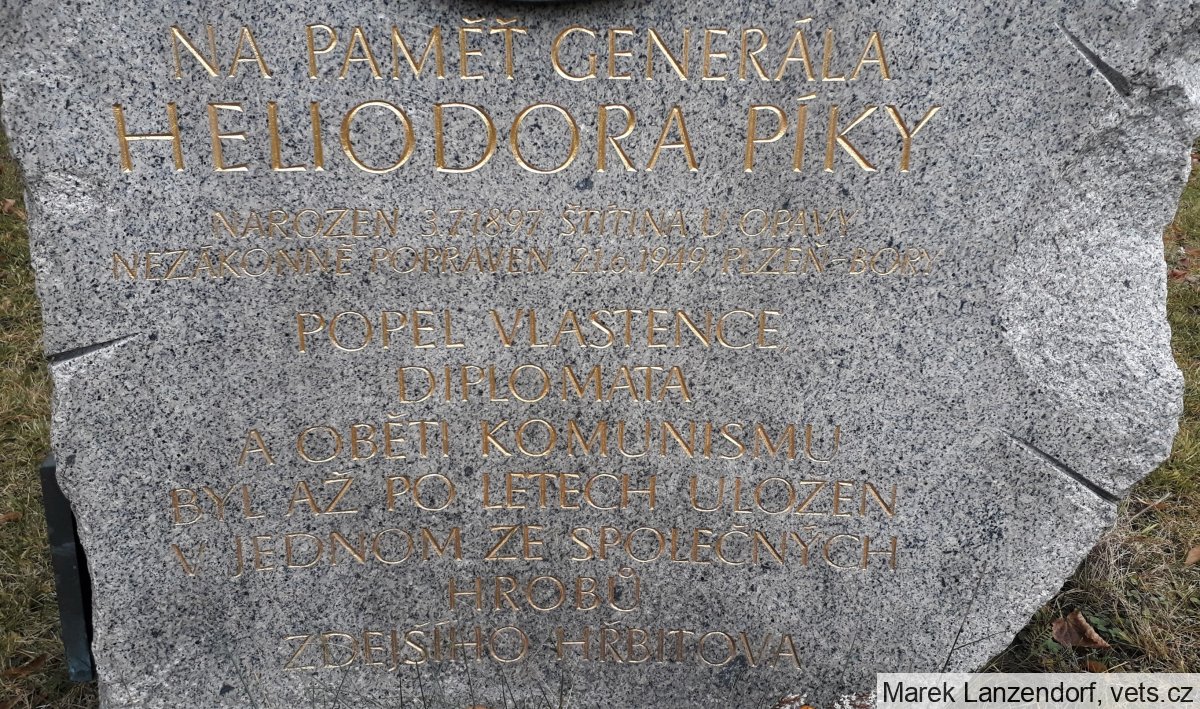 NA PAMĚŤ GENERÁLA
HELIODORA PÍKY
NAROZEN 3.7.1897 ŠTÍTINA U OPAVY
NEZÁKONNĚ POPRAVEN 21.6.1949 PLZEŇ-BORY
POPEL VLASTENCE,
DIPLOMATA
A OBĚTI KOMUNISMU
BYL AŽ PO LETECH ULOŽEN
V JEDNOM ZE SPOLEČNÝCH
HROBŮ
ZDEJŠÍHO HŘBITOVA
Marek Lanzendorf, vets.cz